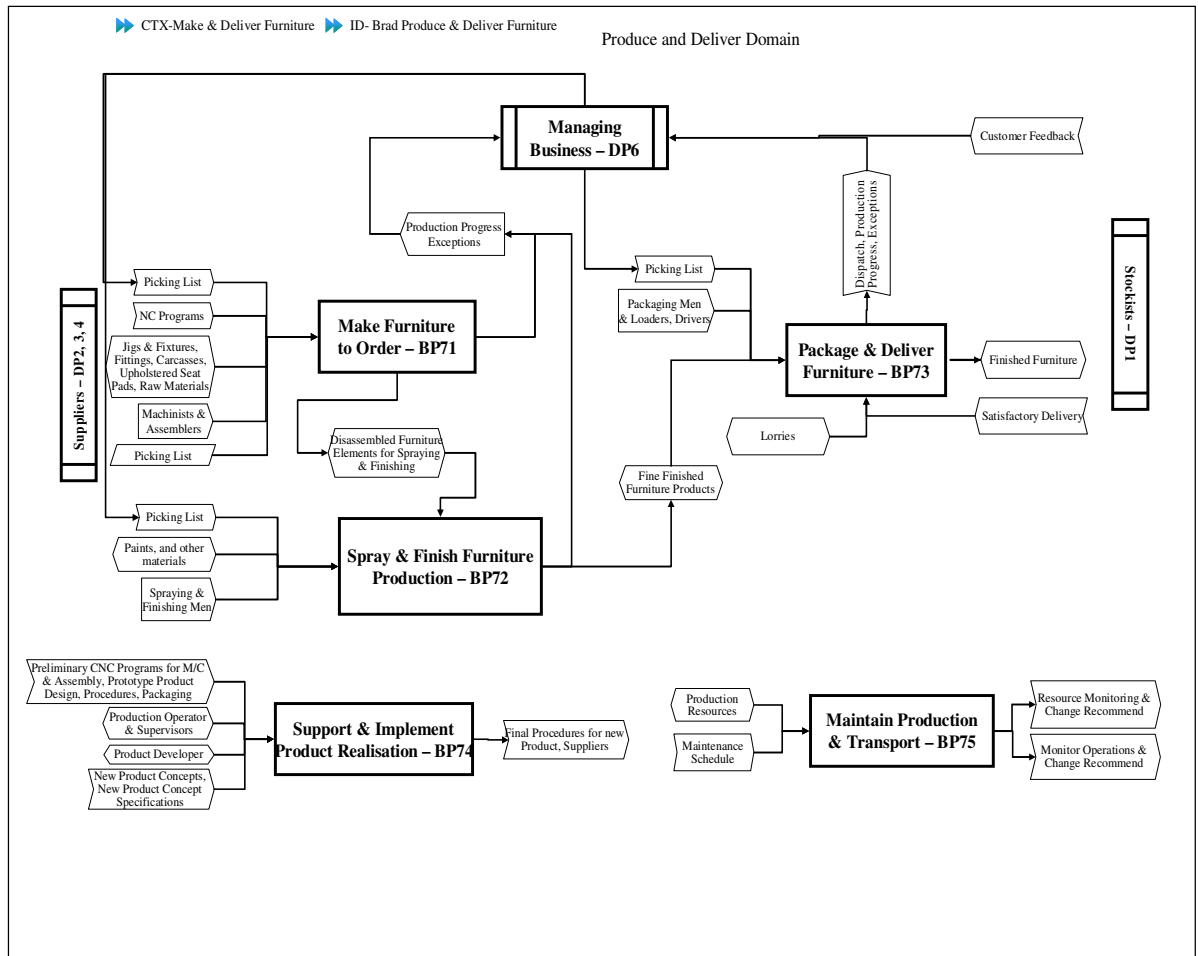 CTX-Make & Deliver Furniture
ID- Brad Produce & Deliver Furniture
Produce and Deliver Domain
Managing
Business – DP6
Customer Feedback
Production Progress
Exceptions
Dispatch, Production
Progress, Exceptions
Suppliers – DP2, 3, 4
Stockists – DP1
Picking List
NC Programs
Jigs & Fixtures,
Fittings, Carcasses,
Upholstered Seat
Pads, Raw Materials
Machinists &
Assemblers
Picking List
Make Furniture
to Order – BP71
Picking List
Packaging Men
& Loaders, Drivers
Package & Deliver
Furniture – BP73
Finished Furniture
Satisfactory Delivery
Lorries
Disassembled Furniture
Elements for Spraying
& Finishing
Fine Finished
Furniture Products
Picking List
Paints, and other
materials
Spraying &
Finishing Men
Spray & Finish Furniture
Production – BP72
Preliminary CNC Programs for M/C
& Assembly, Prototype Product
Design, Procedures, Packaging
Production Operator
& Supervisors
Product Developer
New Product Concepts,
New Product Concept
Specifications
Support & Implement
Product Realisation – BP74
Final Procedures for new
Product, Suppliers
Production
Resources
Maintenance
Schedule
Maintain Production
& Transport – BP75
Resource Monitoring &
Change Recommend
Monitor Operations &
Change Recommend